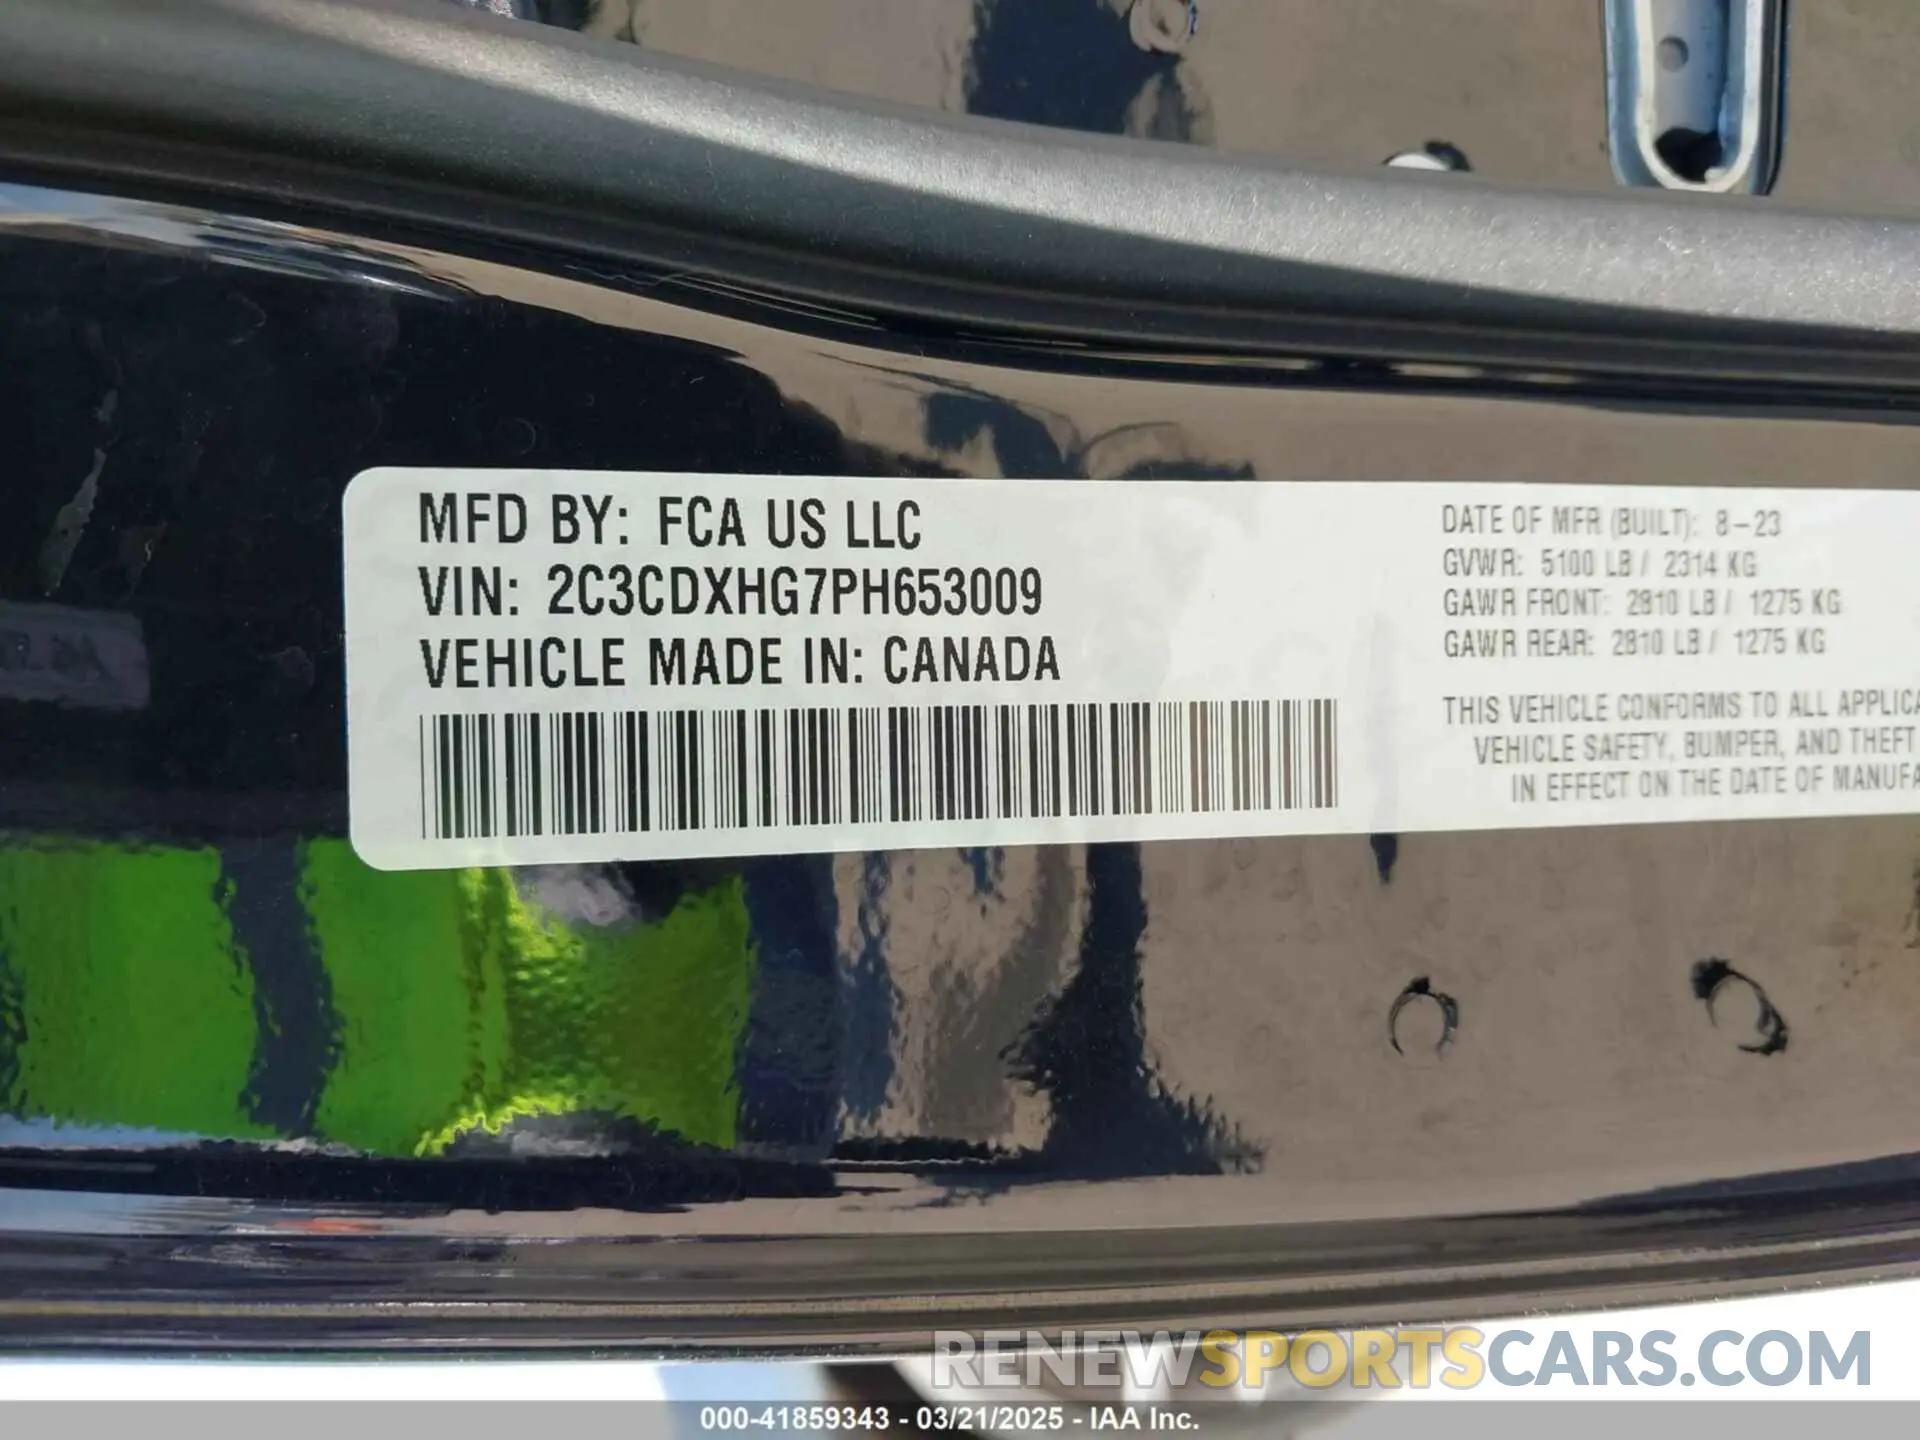 MFD BY: FCA US LLC
VIN: 2C3CDXHG7PH653009
VEHICLE MADE IN: CANADA
DATE OF MFR (BUILT): 8-23
GVWR: 5100 LB / 2314 KG
GAWR FRONT: 2810 LB / 1275 KG
GAWR REAR: 2810 LB / 1275 KG
THIS VEHICLE CONFORMS TO ALL APPLICA
VEHICLE SAFETY, BUMPER, AND THEFT
IN EFFECT ON THE DATE OF MANUFA
RENEWSPORTSCARS.COM
000-41859343 - 03/21/2025 - IAA Inc.